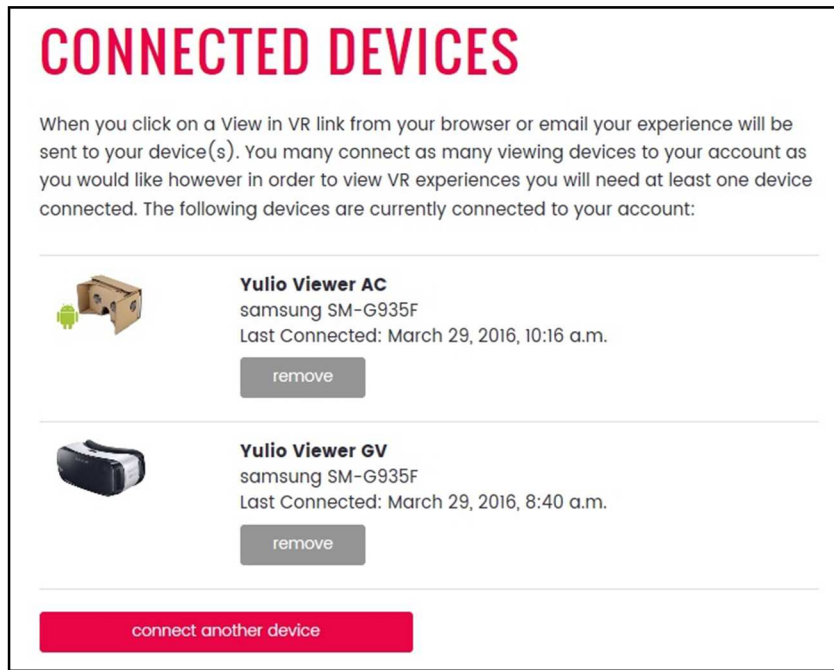 CONNECTED DEVICES
When you click on a View in VR link from your browser or email your experience will be
sent to your device(s). You many connect as many viewing devices to your account as
you would like however in order to view VR experiences you will need at least one device
connected. The following devices are currently connected to your account:
Yulio Viewer AC
samsung SM-G935F
Last Connected: March 29, 2016, 10:16 a.m.
remove
Yulio Viewer GV
samsung SM-G935F
Last Connected: March 29, 2016, 8:40 a.m.
remove
connect another device